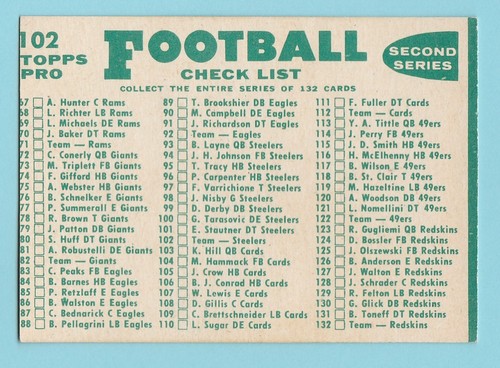 102
TOPPS
PRO
FOOTBALL
CHECK LIST
SECOND
SERIES
COLLECT THE ENTIRE SERIES OF 132 CARDS
67 A. Hunter C Rams
68 L. Richter LB Rams
69 L. Michaels DE Rams
70 J. Baker DT Rams
71 Team — Rams
72 C. Conerly QB Giants
73 M. Triplett FB Giants
74 F. Gifford HB Giants
75 A. Webster HB Giants
76 B. Schnelker E Giants
77 P. Summerall E Giants
78 R. Brown T Giants
79 J. Patton DB Giants
80 S. Huff DT Giants
81 A. Robustelli DE Giants
82 Team — Giants
83 C. Peaks FB Eagles
84 B. Barnes HB Eagles
85 P. Retzlaff E Eagles
86 B. Walston E Eagles
87 C. Bednarick C Eagles
88 B. Pellegrini LB Eagles
89 T. Brookshier DB Eagles
90 M. Campbell DE Eagles
91 J. Richardson DT Eagles
92 Team — Eagles
93 B. Layne QB Steelers
94 J. H. Johnson FB Steelers
95 T. Tracy HB Steelers
96 P. Carpenter HB Steelers
97 F. Varrichione T Steelers
98 J. Nisby G Steelers
99 D. Derby DB Steelers
100 G. Tarasovic DE Steelers
101 E. Stautner DT Steelers
102 Team — Steelers
103 K. Hill QB Cards
104 M. Hammack FB Cards
105 J. Crow HB Cards
106 B. J. Conrad HB Cards
107 W. Lewis E Cards
108 D. Gillis C Cards
109 C. Brettschneider LB Cards
110 L. Sugar DE Cards
111 F. Fuller DT Cards
112 Team — Cards
113 Y. A. Tittle QB 49ers
114 J. Perry FB 49ers
115 J. D. Smith HB 49ers
116 H. McElhenny HB 49ers
117 B. Wilson E 49ers
118 B. St. Clair T 49ers
119 M. Hazeltine LB 49ers
120 A. Woodson DB 49ers
121 L. Nomellini DT 49ers
122 Team — 49ers
123 R. Gugliemi QB Redskins
124 D. Bossler FB Redskins
125 J. Olszewski FB Redskins
126 B. Anderson E Redskins
127 J. Walton E Redskins
128 J. Schrader C Redskins
129 R. Felton LB Redskins
130 G. Glick DB Redskins
131 B. Toneff DT Redskins
132 Team — Redskins